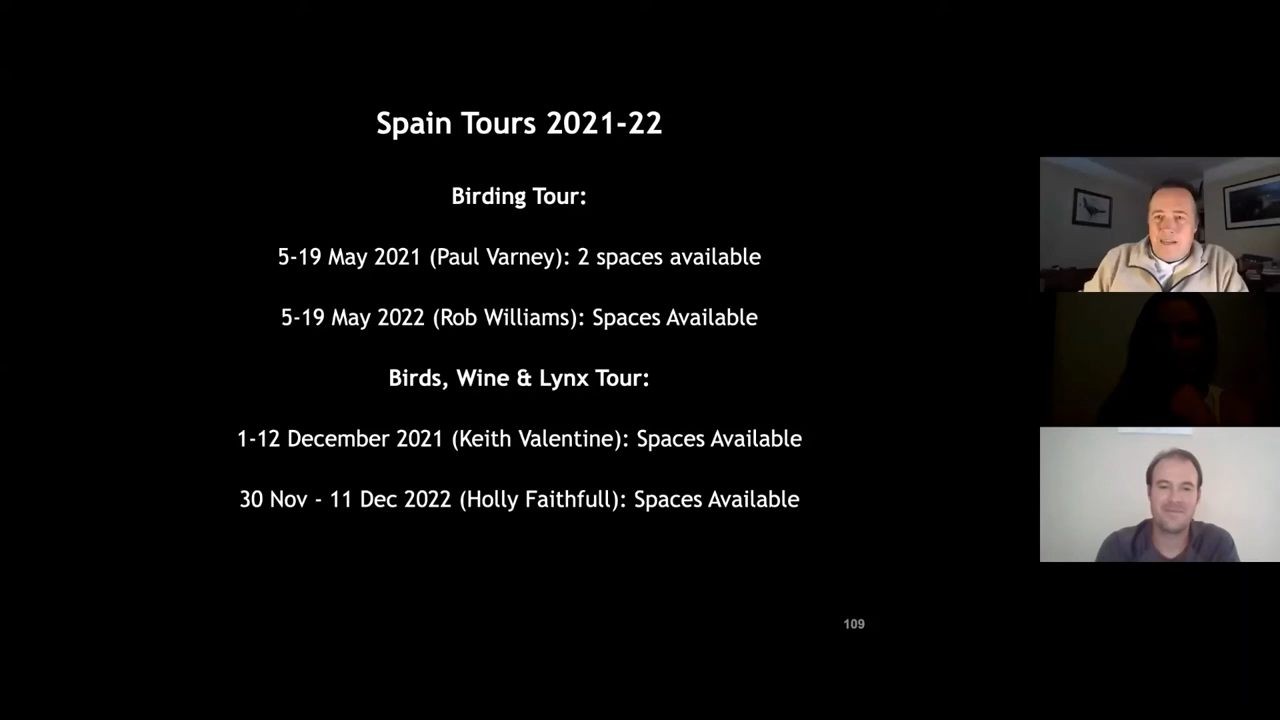 Spain Tours 2021-22
Birding Tour:
5-19 May 2021 (Paul Varney): 2 spaces available
5-19 May 2022 (Rob Williams): Spaces Available
Birds, Wine & Lynx Tour:
1-12 December 2021 (Keith Valentine): Spaces Available
30 Nov - 11 Dec 2022 (Holly Faithfull): Spaces Available
109